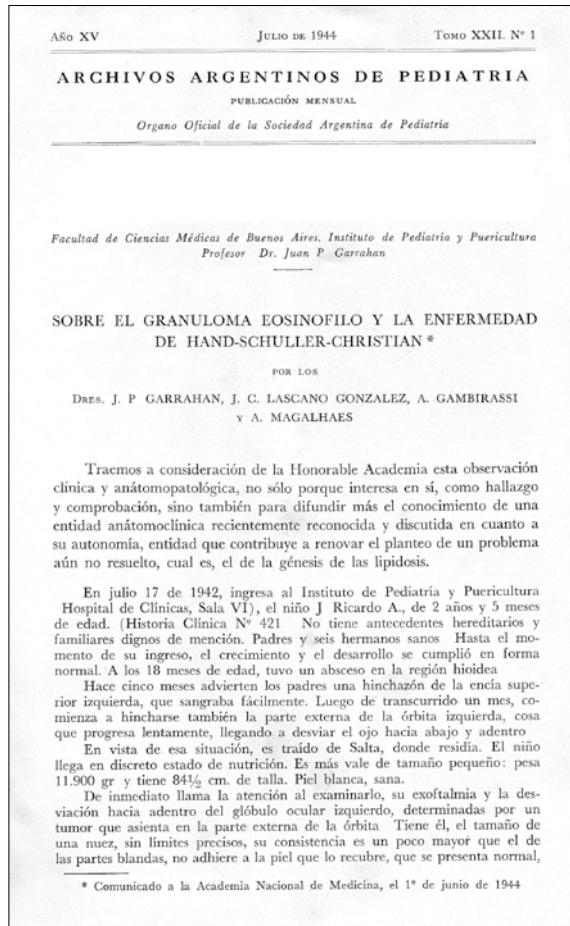 Año XV Julio de 1944 Tomo XXII. Nº 1
ARCHIVOS ARGENTINOS DE PEDIATRIA
PUBLICACIÓN MENSUAL
Organo Oficial de la Sociedad Argentina de Pediatría
Facultad de Ciencias Médicas de Buenos Aires. Instituto de Pediatría y Puericultura
Profesor Dr. Juan P Garrahan
SOBRE EL GRANULOMA EOSINOFILO Y LA ENFERMEDAD
DE HAND-SCHULLER-CHRISTIAN *
POR LOS
Dres. J. P GARRAHAN, J. C. LASCANO GONZALEZ, A. GAMBIRASSI
y A. MAGALHAES
Traemos a consideración de la Honorable Academia esta observación
clínica y anátomopatológica, no sólo porque interesa en sí, como hallazgo
y comprobación, sino también para difundir más el conocimiento de una
entidad anátomoclínica recientemente reconocida y discutida en cuanto a
su autonomía, entidad que contribuye a renovar el planteo de un problema
aún no resuelto, cual es, el de la génesis de las lipidosis.
En julio 17 de 1942, ingresa al Instituto de Pediatría y Puericultura
Hospital de Clínicas, Sala VI), el niño J Ricardo A., de 2 años y 5 meses
de edad. (Historia Clínica Nº 421 No tiene antecedentes hereditarios y
familiares dignos de mención. Padres y seis hermanos sanos Hasta el mo-
mento de su ingreso, el crecimiento y el desarrollo se cumplió en forma
normal. A los 18 meses de edad, tuvo un absceso en la región hioidea
Hace cinco meses advierten los padres una hinchazón de la encía supe-
rior izquierda, que sangraba fácilmente. Luego de transcurrido un mes, co-
mienza a hincharse también la parte externa de la órbita izquierda, cosa
que progresa lentamente, llegando a desviar el ojo hacia abajo y adentro
En vista de esa situación, es traído de Salta, donde residía. El niño
llega en discreto estado de nutrición. Es más vale de tamaño pequeño: pesa
11.900 gr y tiene 84½ cm. de talla. Piel blanca, sana.
De inmediato llama la atención al examinarlo, su exoftalmia y la des-
viación hacia adentro del glóbulo ocular izquierdo, determinadas por un
tumor que asienta en la parte externa de la órbita Tiene él, el tamaño de
una nuez, sin límites precisos, su consistencia es un poco mayor que el de
las partes blandas, no adhiere a la piel que lo recubre, que se presenta normal,
* Comunicado a la Academia Nacional de Medicina, el 1º de junio de 1944